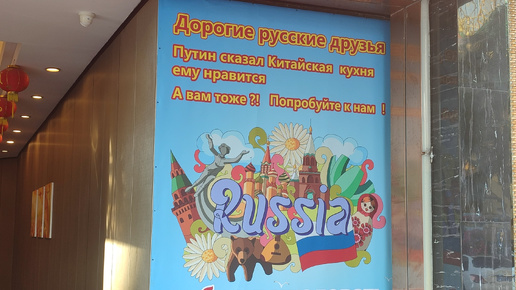 Дорогие русские друзья
Путин сказал Китайская кухня
ему нравится
А вам тоже ?! Попробуйте к нам !
Russia